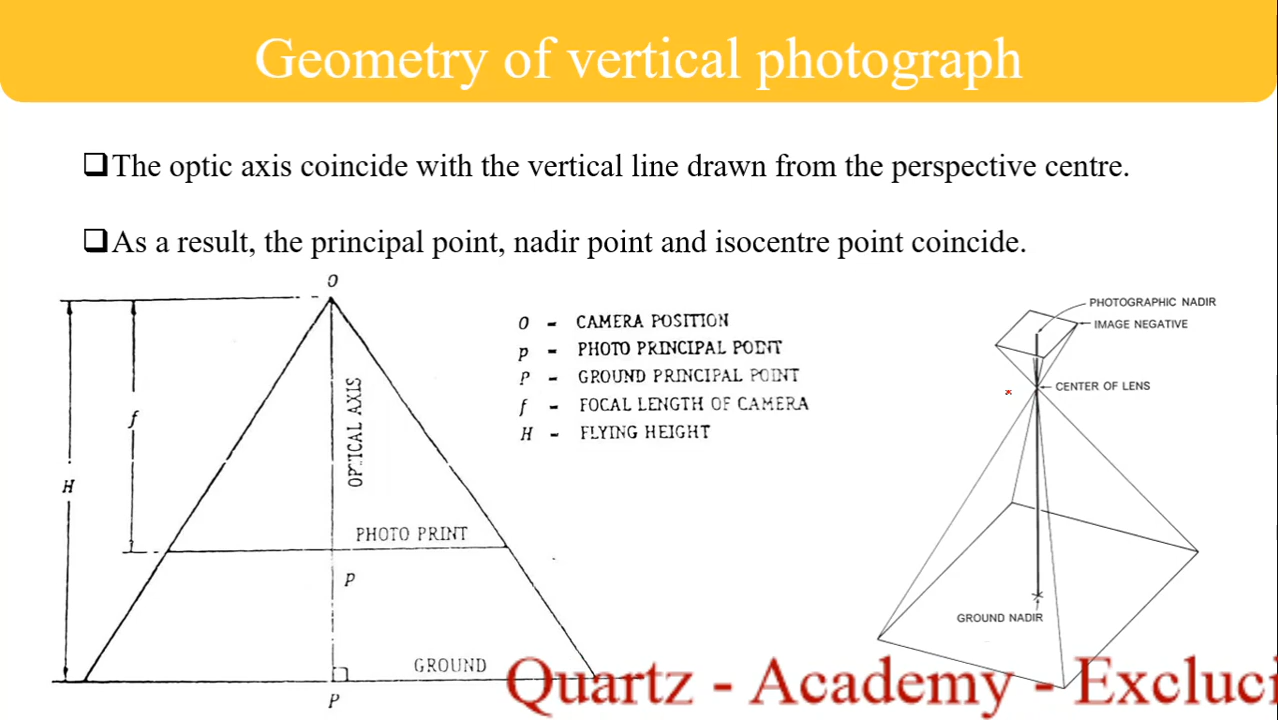 Geometry of vertical photograph
❑The optic axis coincide with the vertical line drawn from the perspective centre.
❑As a result, the principal point, nadir point and isocentre point coincide.
O
O - CAMERA POSITION
p - PHOTO PRINCIPAL POINT
P - GROUND PRINCIPAL POINT
f - FOCAL LENGTH OF CAMERA
H - FLYING HEIGHT
f
H
OPTICAL AXIS
PHOTO PRINT
P
GROUND
P
PHOTOGRAPHIC NADIR
IMAGE NEGATIVE
CENTER OF LENS
GROUND NADIR
Quartz - Academy - Excluci